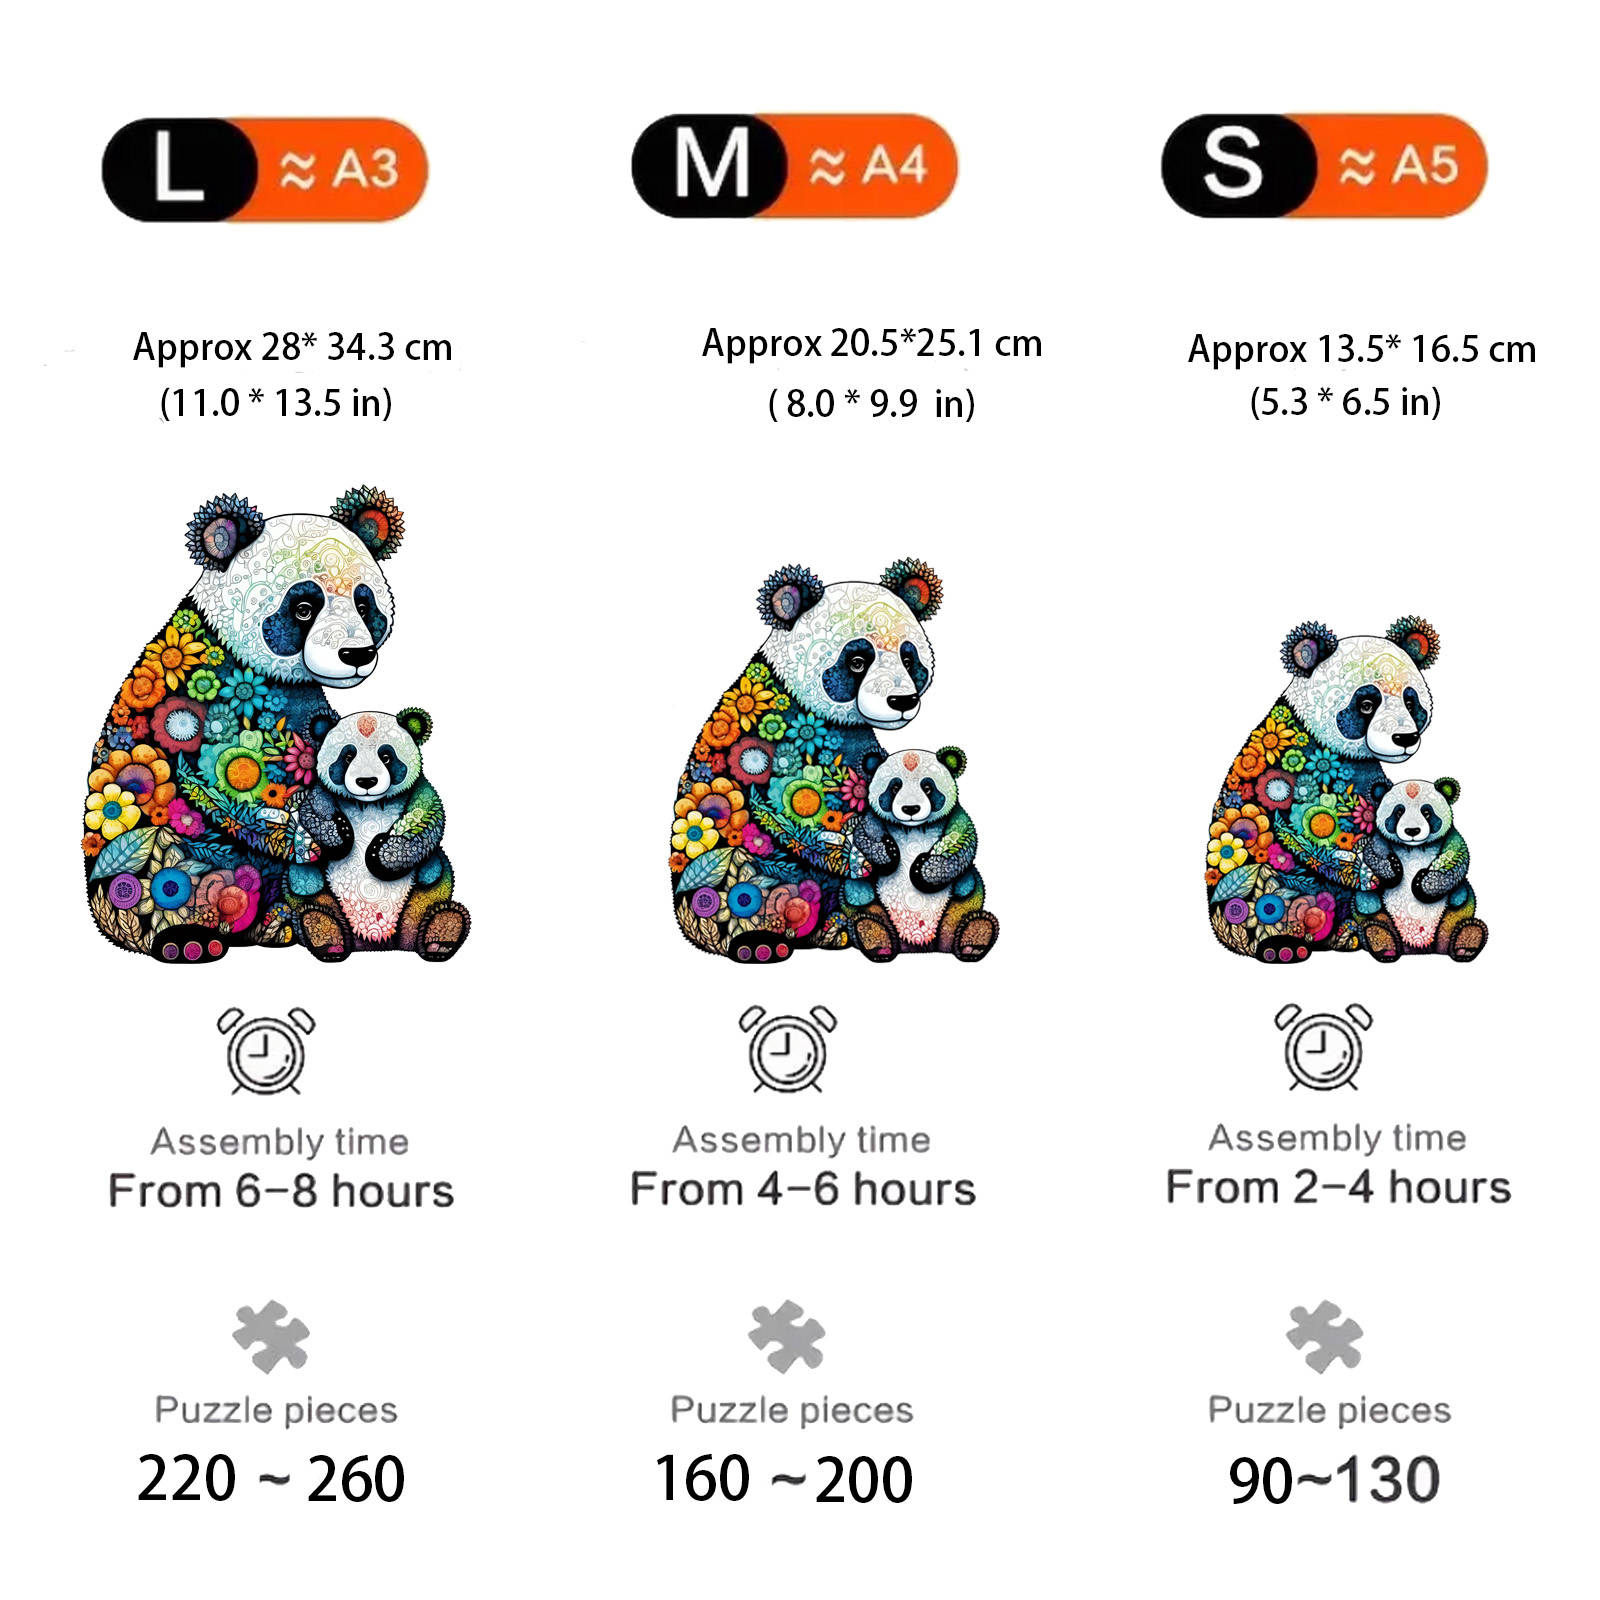 L ≈ A3
Approx 28* 34.3 cm
(11.0 * 13.5 in)
Assembly time
From 6-8 hours
Puzzle pieces
220 ~ 260
M ≈ A4
Approx 20.5*25.1 cm
( 8.0 * 9.9 in)
Assembly time
From 4-6 hours
Puzzle pieces
160 ~200
S ≈ A5
Approx 13.5* 16.5 cm
(5.3 * 6.5 in)
Assembly time
From 2-4 hours
Puzzle pieces
90~130